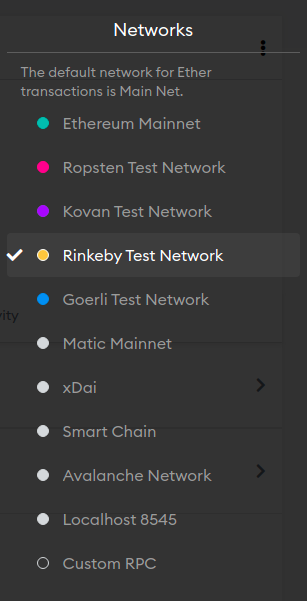 Networks
The default network for Ether
transactions is Main Net.
Ethereum Mainnet
Ropsten Test Network
Kovan Test Network
Rinkeby Test Network
Goerli Test Network
vity
Matic Mainnet
xDai
Smart Chain
Avalanche Network
Localhost 8545
Custom RPC